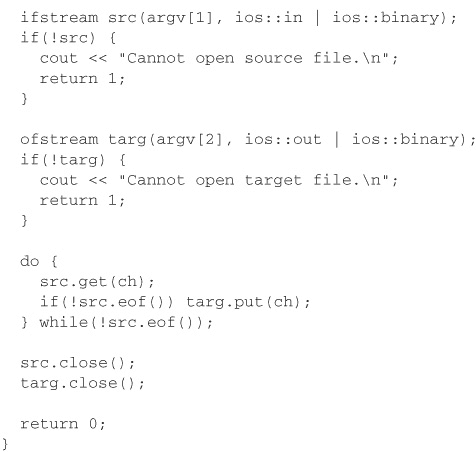 ifstream src(argv[1], ios::in | ios::binary);
if(!src) {
cout << "Cannot open source file.\n";
return 1;
}
ofstream targ(argv[2], ios::out | ios::binary);
if(!targ) {
cout << "Cannot open target file.\n";
return 1;
}
do {
src.get(ch);
if(!src.eof()) targ.put(ch);
} while(!src.eof());
src.close();
targ.close();
return 0;
}